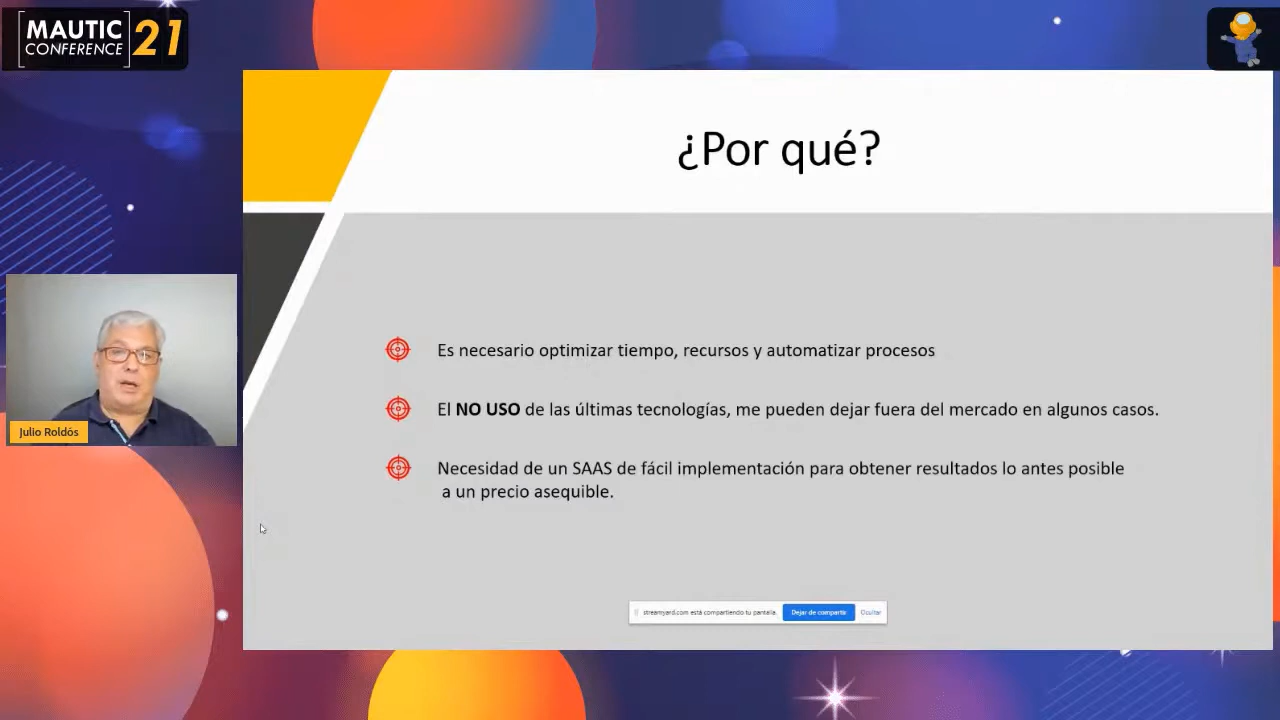 MAUTIC
CONFERENCE
21
¿Por qué?
Es necesario optimizar tiempo, recursos y automatizar procesos
El NO USO de las últimas tecnologías, me pueden dejar fuera del mercado en algunos casos.
Necesidad de un SAAS de fácil implementación para obtener resultados lo antes posible
a un precio asequible.
Julio Roldós
streamyard.com está compartiendo tu pantalla.
Dejar de compartir
Ocultar